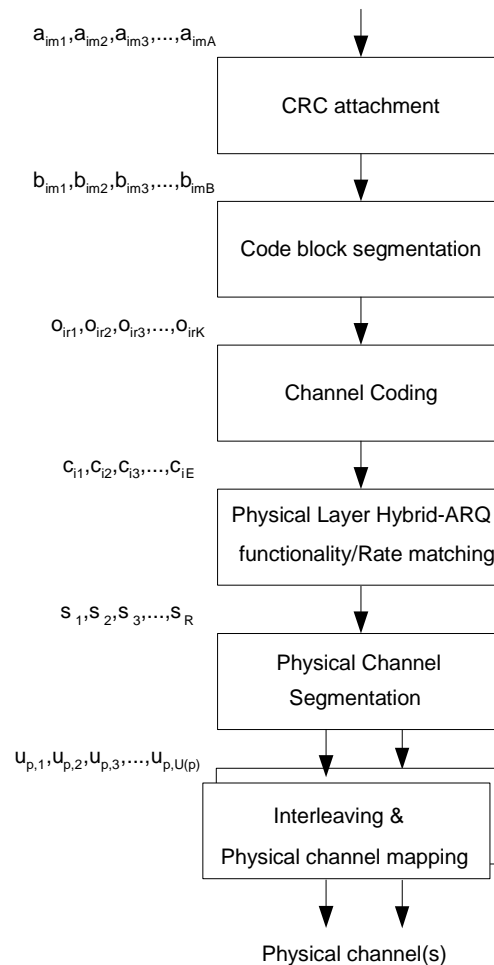 a_im1,a_im2,a_im3,...,a_imA
CRC attachment
b_im1,b_im2,b_im3,...,b_imB
Code block segmentation
o_ir1,o_ir2,o_ir3,...,o_irK
Channel Coding
c_i1,c_i2,c_i3,...,c_iE
Physical Layer Hybrid-ARQ
functionality/Rate matching
s_1,s_2,s_3,...,s_R
Physical Channel
Segmentation
u_p,1,u_p,2,u_p,3,...,u_p,U(p)
Interleaving &
Physical channel mapping
Physical channel(s)